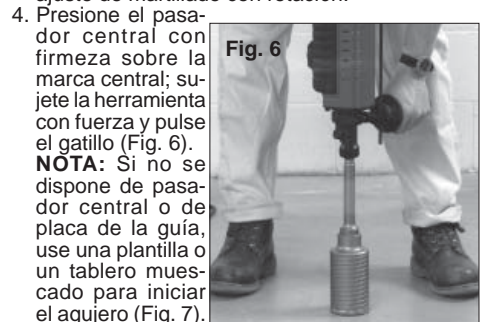 ajuste de martillado con rotación.
4. Presione el pasa-
dor central con
firmeza sobre la
marca central; su-
jete la herramienta
con fuerza y pulse
el gatillo (Fig. 6).
NOTA: Si no se
dispone de pasa-
dor central o de
placa de la guía,
use una plantilla o
un tablero mues-
cado para iniciar
el agujero (Fig. 7).
Fig. 6